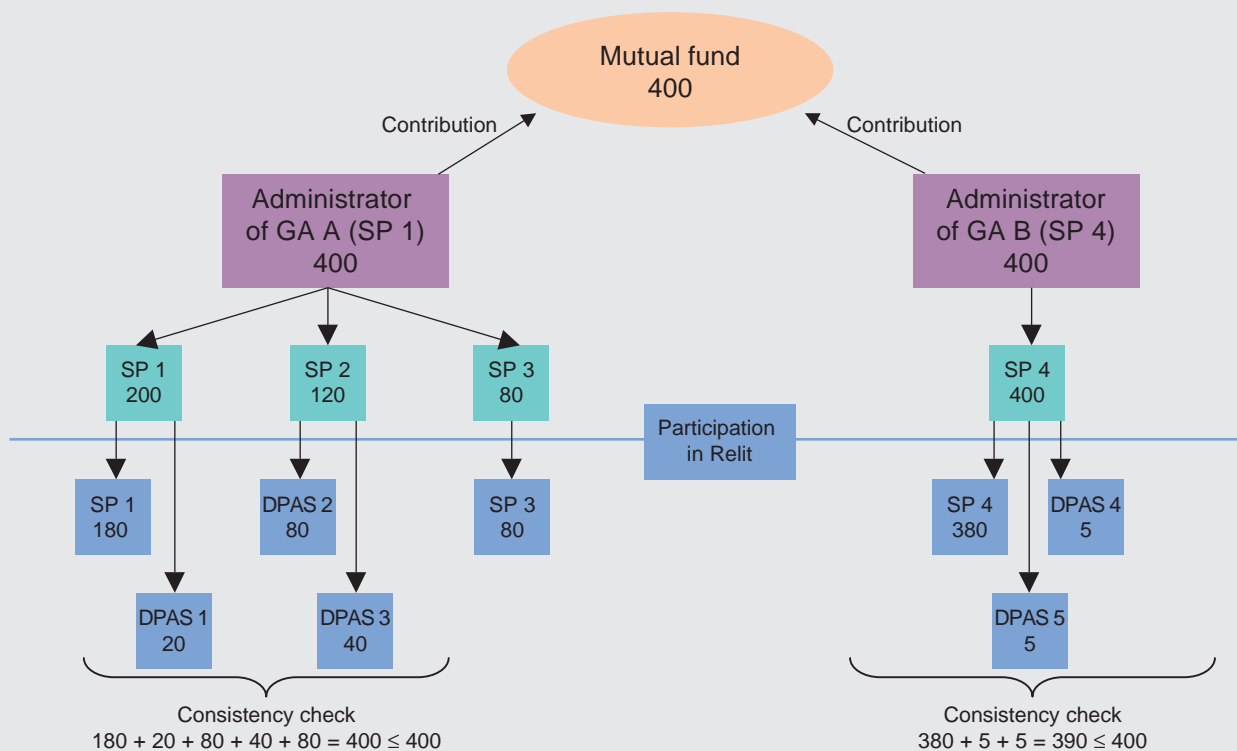 Mutual fund
400
Contribution
Contribution
Administrator
of GA A (SP 1)
400
Administrator
of GA B (SP 4)
400
SP 1
200
SP 2
120
SP 3
80
SP 4
400
Participation
in Relit
SP 1
180
DPAS 2
80
SP 3
80
SP 4
380
DPAS 4
5
DPAS 1
20
DPAS 3
40
DPAS 5
5
Consistency check
180 + 20 + 80 + 40 + 80 = 400 ≤ 400
Consistency check
380 + 5 + 5 = 390 ≤ 400